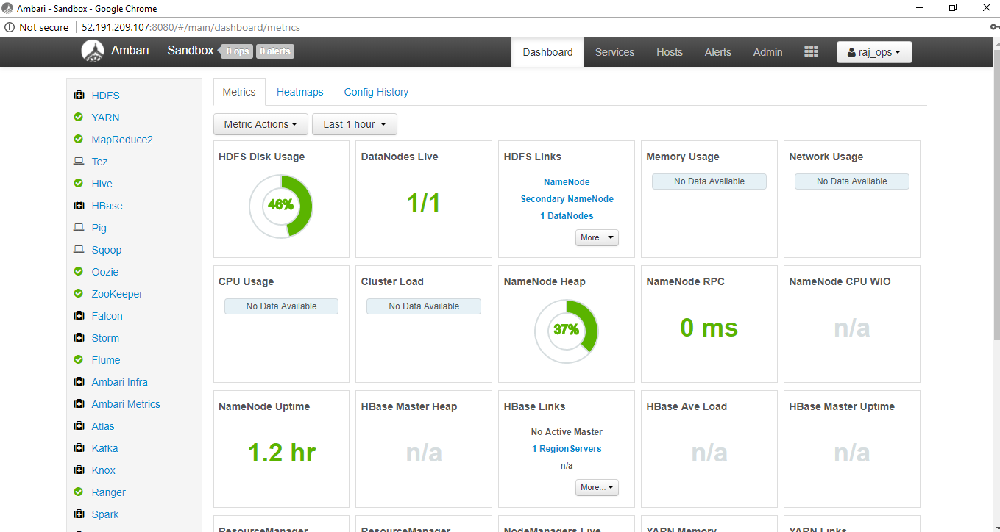 Ambari - Sandbox - Google Chrome
Not secure 52.191.209.107:8080/#/main/dashboard/metrics
Ambari Sandbox 0 ops 0 alerts Dashboard Services Hosts Alerts Admin raj_ops
HDFS
YARN
MapReduce2
Tez
Hive
HBase
Pig
Sqoop
Oozie
ZooKeeper
Falcon
Storm
Flume
Ambari Infra
Ambari Metrics
Atlas
Kafka
Knox
Ranger
Spark
Metrics Heatmaps Config History
Metric Actions Last 1 hour
HDFS Disk Usage
46%
DataNodes Live
1/1
HDFS Links
NameNode
Secondary NameNode
1 DataNodes
More...
Memory Usage
No Data Available
Network Usage
No Data Available
CPU Usage
No Data Available
Cluster Load
No Data Available
NameNode Heap
37%
NameNode RPC
0 ms
NameNode CPU WIO
n/a
NameNode Uptime
1.2 hr
HBase Master Heap
n/a
HBase Links
No Active Master
1 RegionServers
n/a
More...
HBase Ave Load
n/a
HBase Master Uptime
n/a
ResourceManager
ResourceManager
NodeManagers Live
YARN Memory
YARN Links